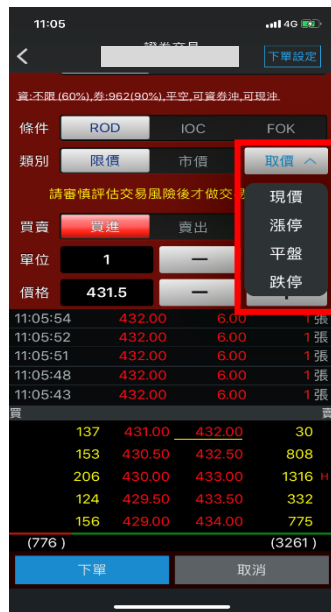 11:05
4G
證券交易
下單設定
資:不限(60%),券:962(90%),平空,可資券沖,可現沖
條件 ROD IOC FOK
類別 限價 市價 取價
請審慎評估交易風險後才做交易
現價
漲停
平盤
跌停
買賣 買進 賣出
單位 1 —
價格 431.5 — +
11:05:54 432.00 6.00 1張
11:05:52 432.00 6.00 1張
11:05:51 432.00 6.00 1張
11:05:48 432.00 6.00 1張
11:05:43 432.00 6.00 1張
買 賣
137 431.00 432.00 30
153 430.50 432.50 808
206 430.00 433.00 1316 H
124 429.50 433.50 332
156 429.00 434.00 775
(776 ) (3261 )
下單 取消